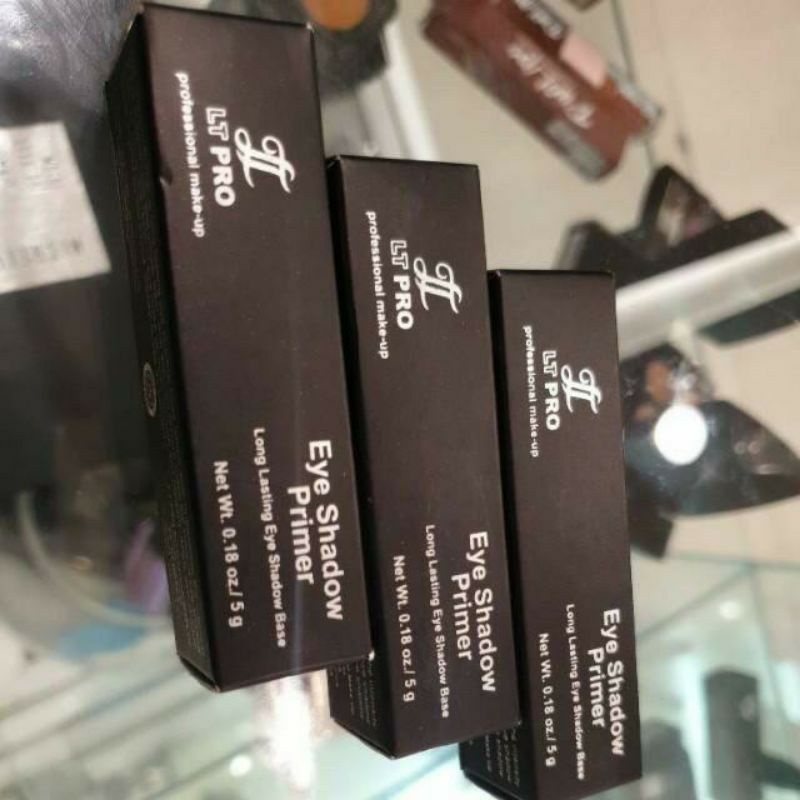 LT PRO
professional make-up
Eye Shadow
Primer
Long Lasting Eye Shadow Base
Net Wt. 0.18 oz./ 5 g
LT PRO
professional make-up
Eye Shadow
Primer
Long Lasting Eye Shadow Base
Net Wt. 0.18 oz./ 5 g
LT PRO
professional make-up
Eye Shadow
Primer
Long Lasting Eye Shadow Base
Net Wt. 0.18 oz./ 5 g